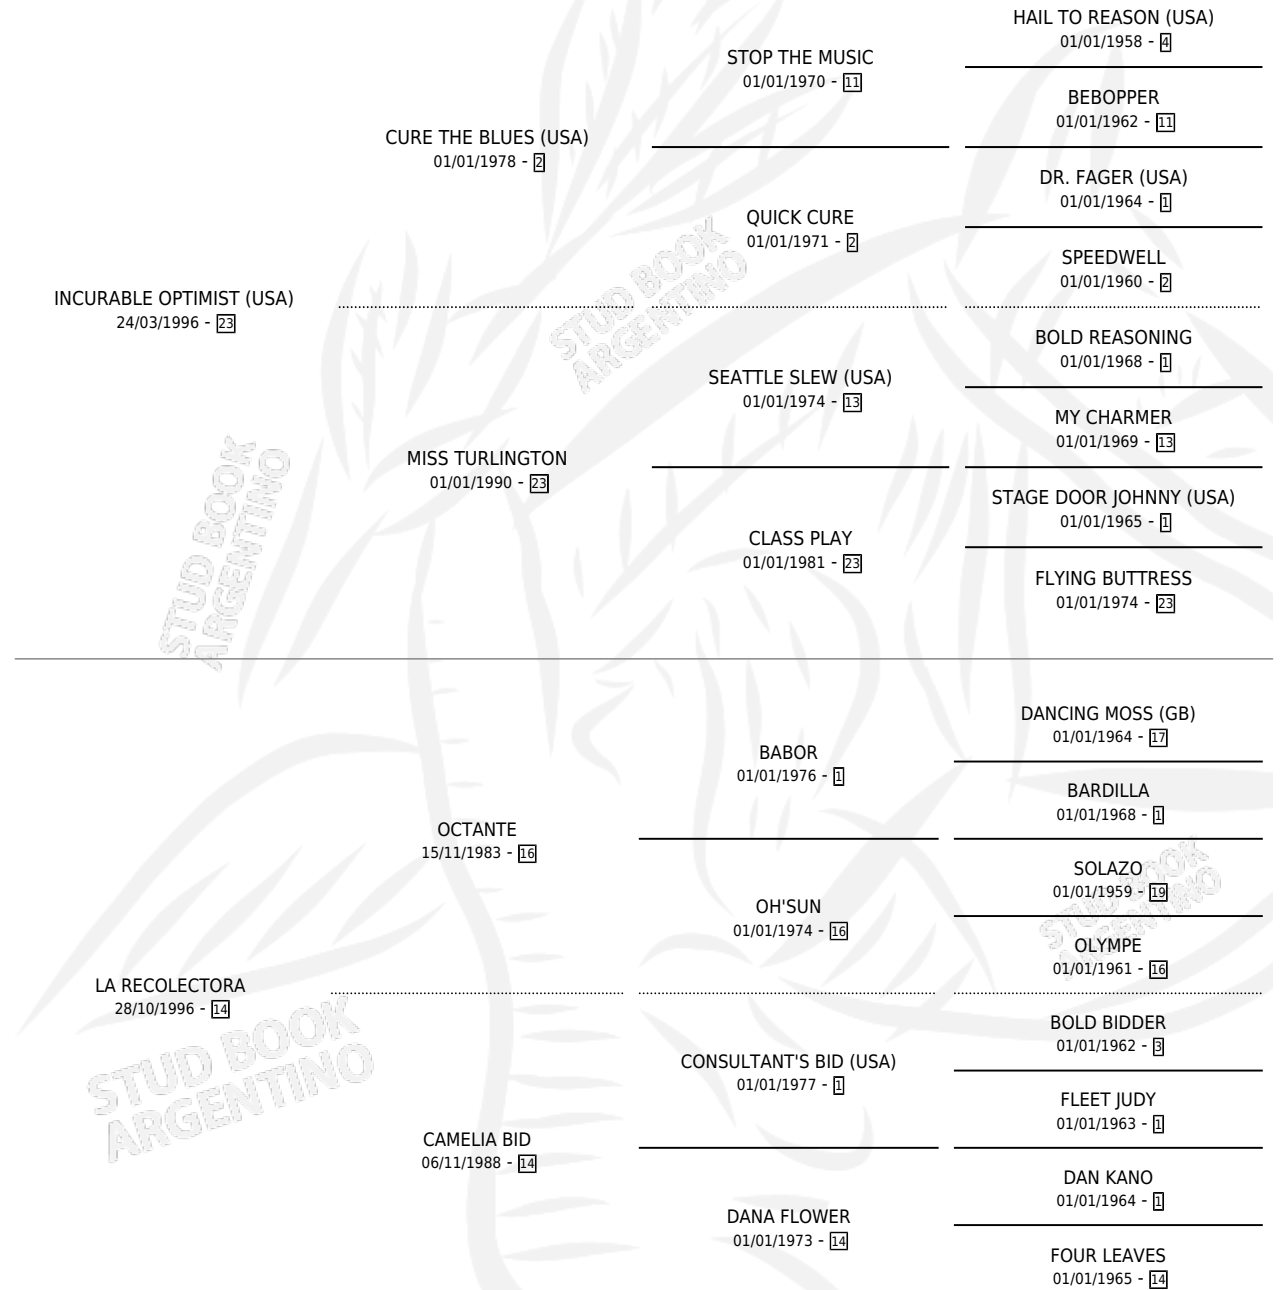 HAIL TO REASON (USA)
01/01/1958 - 4
STOP THE MUSIC
01/01/1970 - 11
BEBOPPER
01/01/1962 - 11
CURE THE BLUES (USA)
01/01/1978 - 2
DR. FAGER (USA)
01/01/1964 - 1
QUICK CURE
01/01/1971 - 2
SPEEDWELL
01/01/1960 - 2
INCURABLE OPTIMIST (USA)
24/03/1996 - 23
STUD BOOK
ARGENTINO
BOLD REASONING
01/01/1968 - 1
SEATTLE SLEW (USA)
01/01/1974 - 13
MY CHARMER
01/01/1969 - 13
MISS TURLINGTON
01/01/1990 - 23
STAGE DOOR JOHNNY (USA)
01/01/1965 - 1
CLASS PLAY
01/01/1981 - 23
FLYING BUTTRESS
01/01/1974 - 23
STUD BOOK
ARGENTINO
DANCING MOSS (GB)
01/01/1964 - 17
BABOR
01/01/1976 - 1
BARDILLA
01/01/1968 - 1
OCTANTE
15/11/1983 - 16
SOLAZO
01/01/1959 - 19
OH'SUN
01/01/1974 - 16
STUD BOOK
ARGENTINO
OLYMPE
01/01/1961 - 16
LA RECOLECTORA
28/10/1996 - 14
STUD BOOK
ARGENTINO
BOLD BIDDER
01/01/1962 - 3
CONSULTANT'S BID (USA)
01/01/1977 - 1
FLEET JUDY
01/01/1963 - 1
CAMELIA BID
06/11/1988 - 14
DAN KANO
01/01/1964 - 1
DANA FLOWER
01/01/1973 - 14
FOUR LEAVES
01/01/1965 - 14